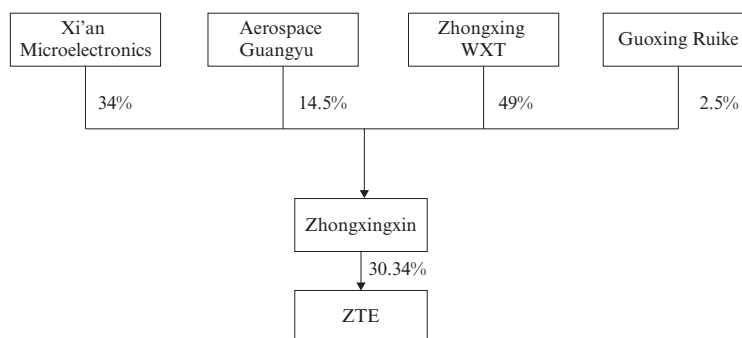 Xi’an
Microelectronics
Aerospace
Guangyu
Zhongxing
WXT
Guoxing Ruike
34%
14.5%
49%
2.5%
Zhongxingxin
30.34%
ZTE